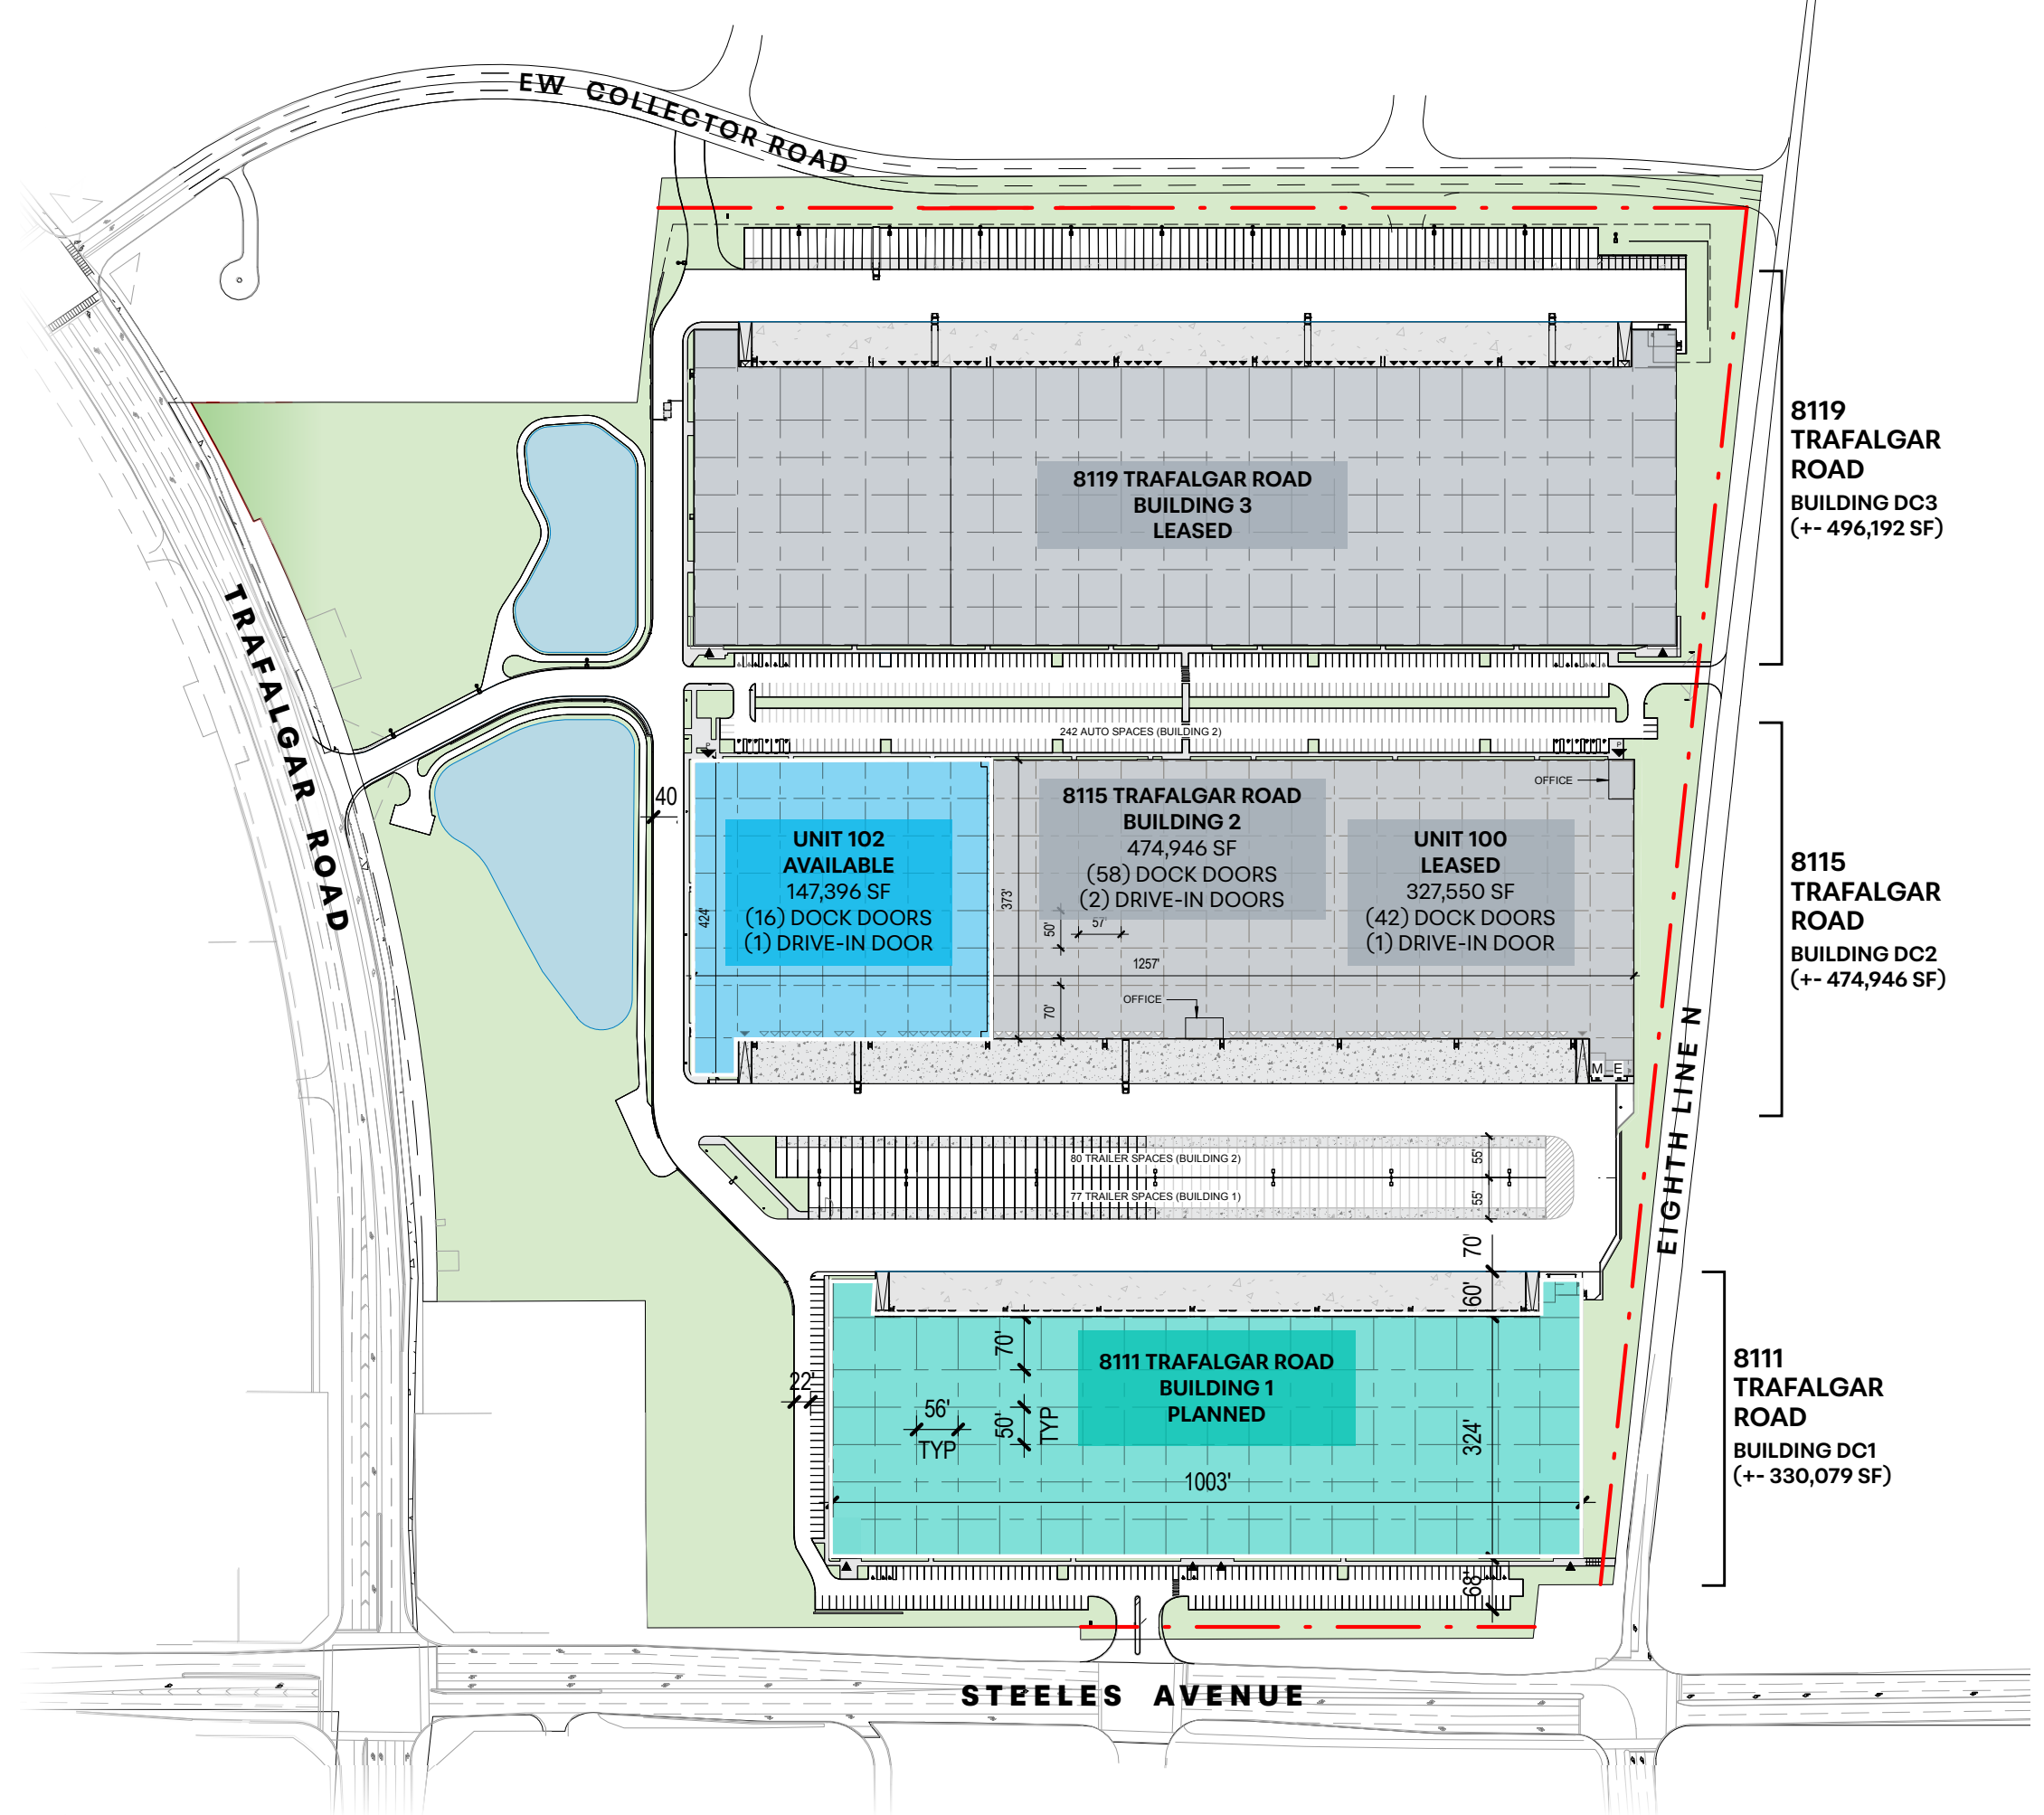 EW COLLECTOR ROAD
8119 TRAFALGAR ROAD
BUILDING 3
LEASED
8119
TRAFALGAR
ROAD
BUILDING DC3
(+- 496,192 SF)
TRAFALGAR ROAD
242 AUTO SPACES (BUILDING 2)
OFFICE
40
UNIT 102
AVAILABLE
147,396 SF
(16) DOCK DOORS
(1) DRIVE-IN DOOR
424'
373'
8115 TRAFALGAR ROAD
BUILDING 2
474,946 SF
(58) DOCK DOORS
(2) DRIVE-IN DOORS
UNIT 100
LEASED
327,550 SF
(42) DOCK DOORS
(1) DRIVE-IN DOOR
50'
57'
1257'
70'
OFFICE
M E
8115
TRAFALGAR
ROAD
BUILDING DC2
(+- 474,946 SF)
EIGHTH LINE N
80 TRAILER SPACES (BUILDING 2)
55'
77 TRAILER SPACES (BUILDING 1)
55'
70'
60'
8111 TRAFALGAR ROAD
BUILDING 1
PLANNED
70'
22'
56'
TYP
50'
TYP
324'
1003'
68'
8111
TRAFALGAR
ROAD
BUILDING DC1
(+- 330,079 SF)
STEELES AVENUE